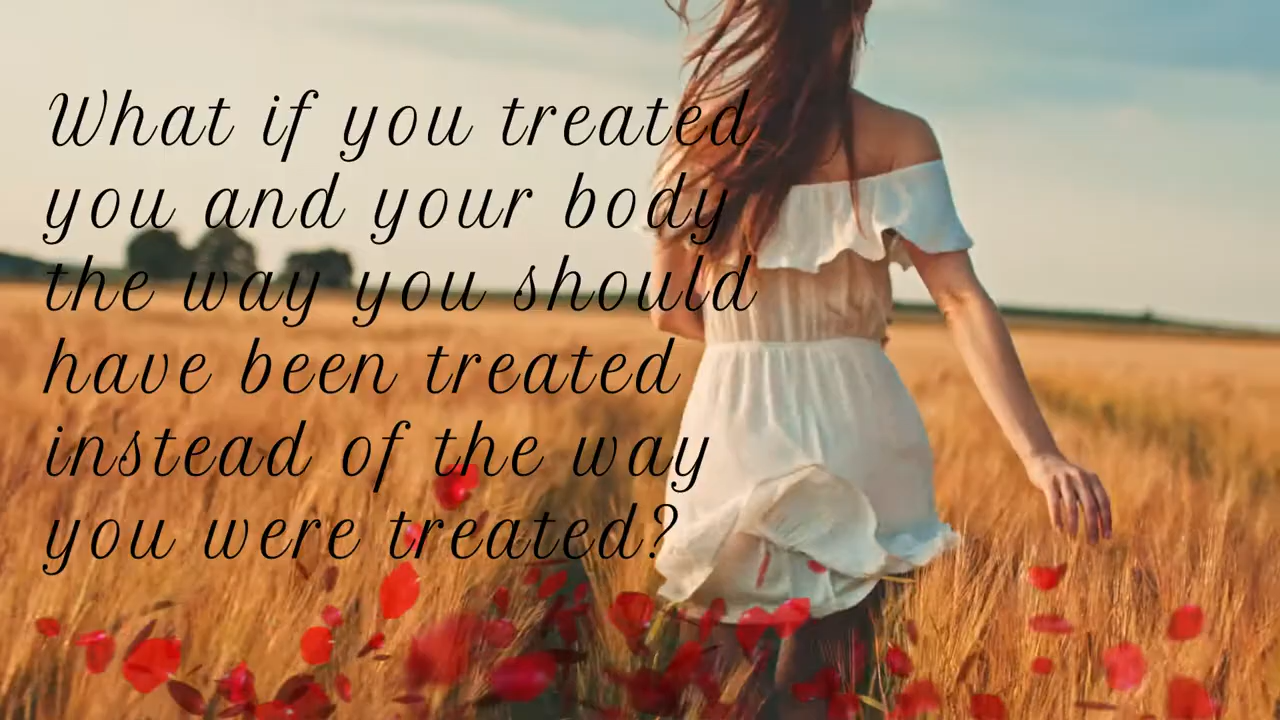 What if you treated
you and your body
the way you should
have been treated
instead of the way
you were treated?